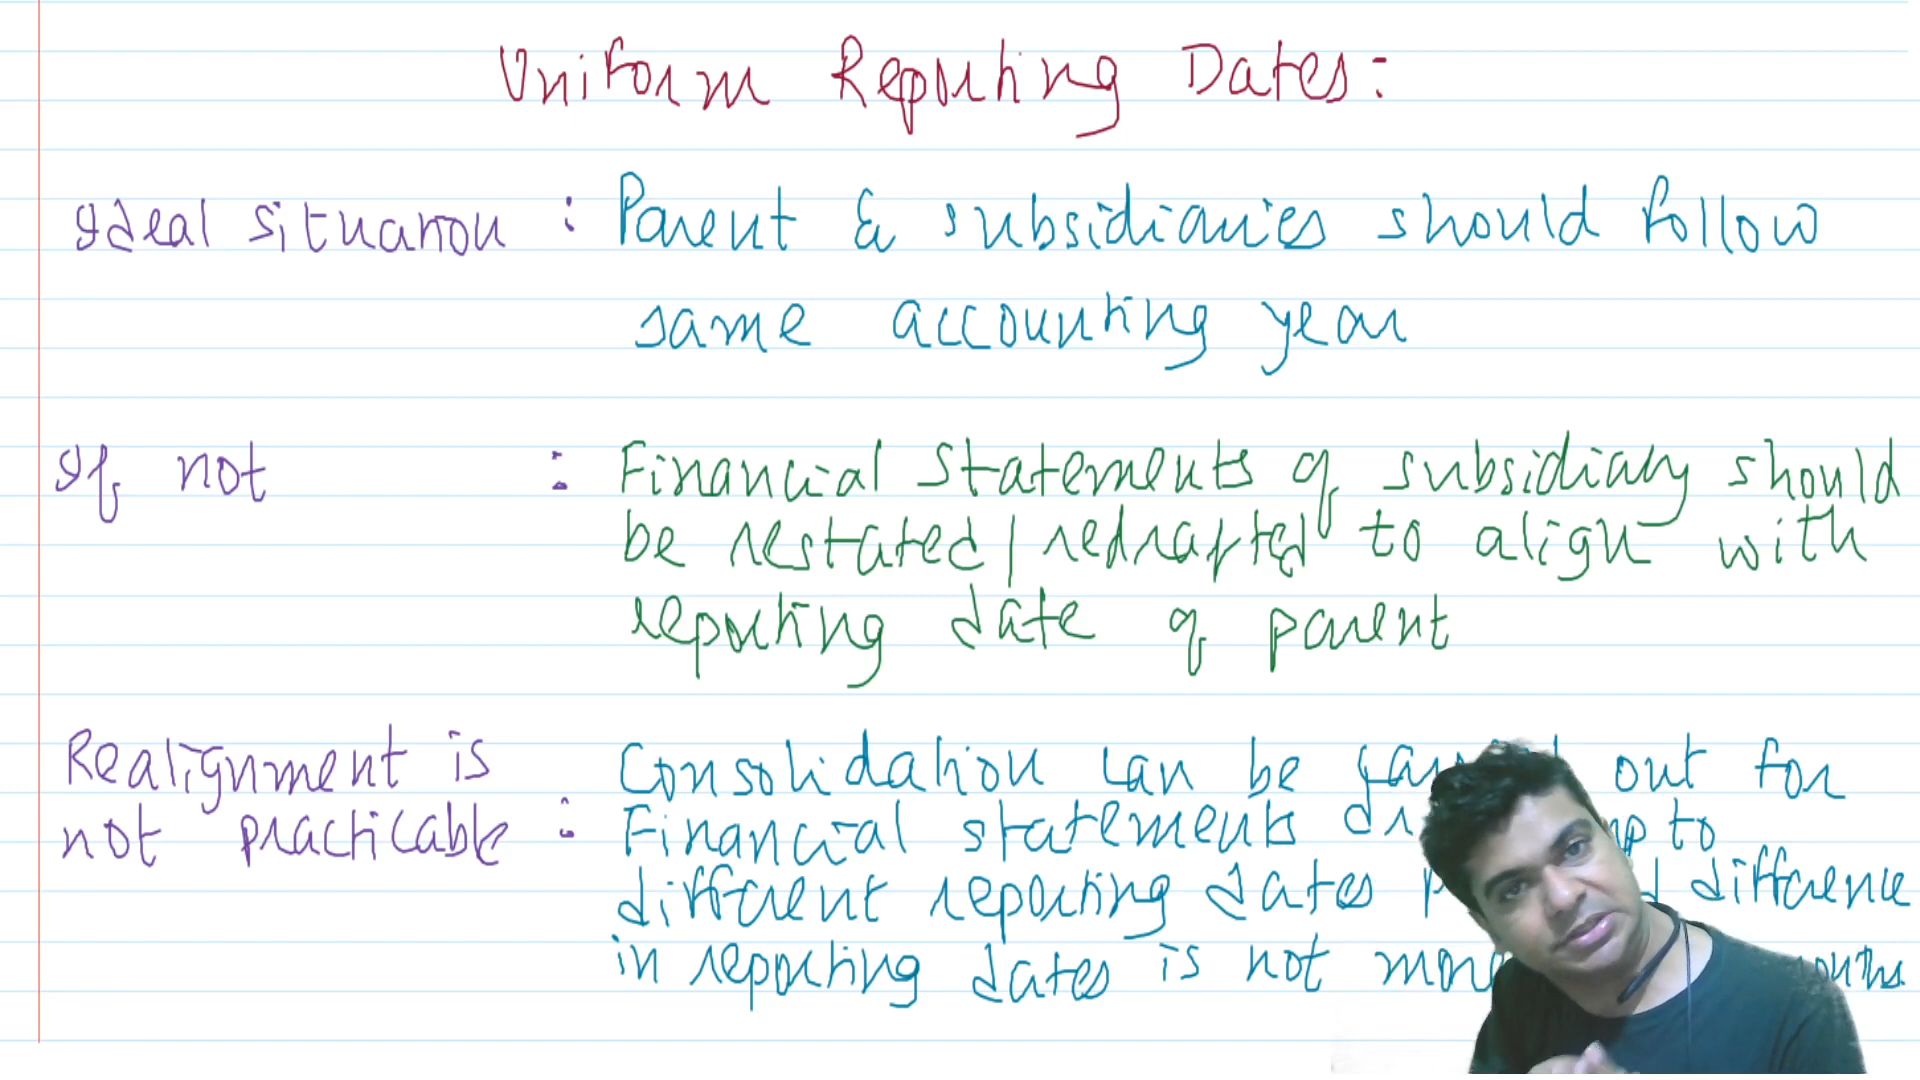 Uniform Reporting Dates:
Ideal situation : Parent & subsidiaries should follow
same accounting year
If not : Financial Statements of subsidiary should
be restated/redrafted to align with
reporting date of parent
Realignment is
not practicable :
Consolidation can be out for
Financial statements to
different reporting dates difference
in reporting dates is not